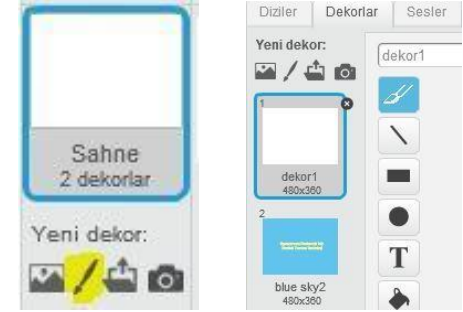 Sahne
2 dekorlar
Yeni dekor:
Diziler Dekorlar Sesler
Yeni dekor:
dekor1
1
dekor1
480x360
2
blue sky2
480x360
T